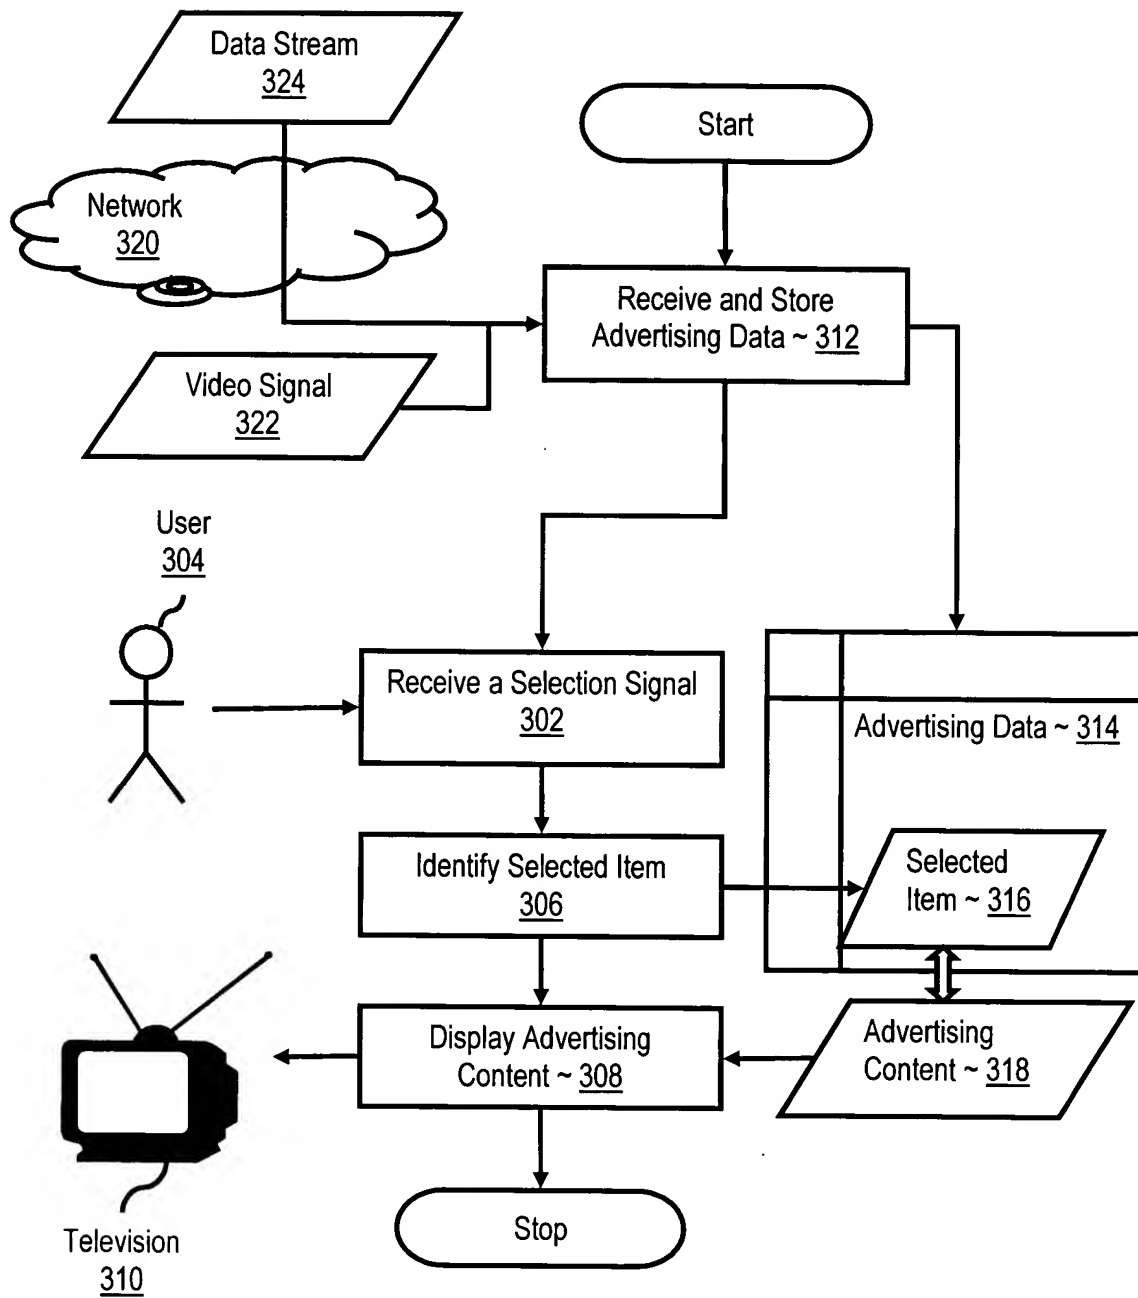 Data Stream
324
Start
Network
320
Receive and Store
Advertising Data ~ 312
Video Signal
322
User
304
Receive a Selection Signal
302
Advertising Data ~ 314
Identify Selected Item
306
Selected
Item ~ 316
Display Advertising
Content ~ 308
Advertising
Content ~ 318
Stop
Television
310